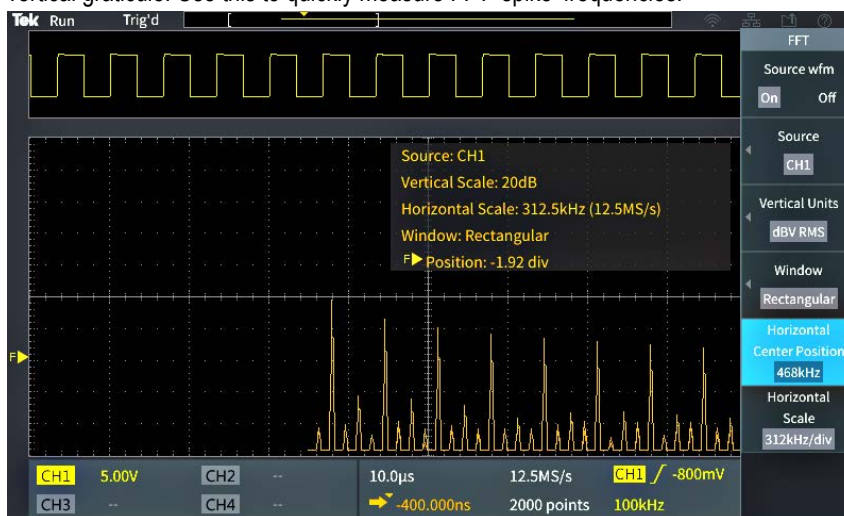 vertical graticule. Use this to quickly measure FFT 'spike' frequencies.
Tek Run Trig'd
FFT
Source wfm
On Off
Source
CH1
Vertical Units
dBV RMS
Window
Rectangular
Horizontal
Center Position
468kHz
Horizontal
Scale
312kHz/div
Source: CH1
Vertical Scale: 20dB
Horizontal Scale: 312.5kHz (12.5MS/s)
Window: Rectangular
F Position: -1.92 div
F
CH1 5.00V CH2 -- 10.0µs 12.5MS/s CH1 -800mV
CH3 -- CH4 -- -400.000ns 2000 points 100kHz